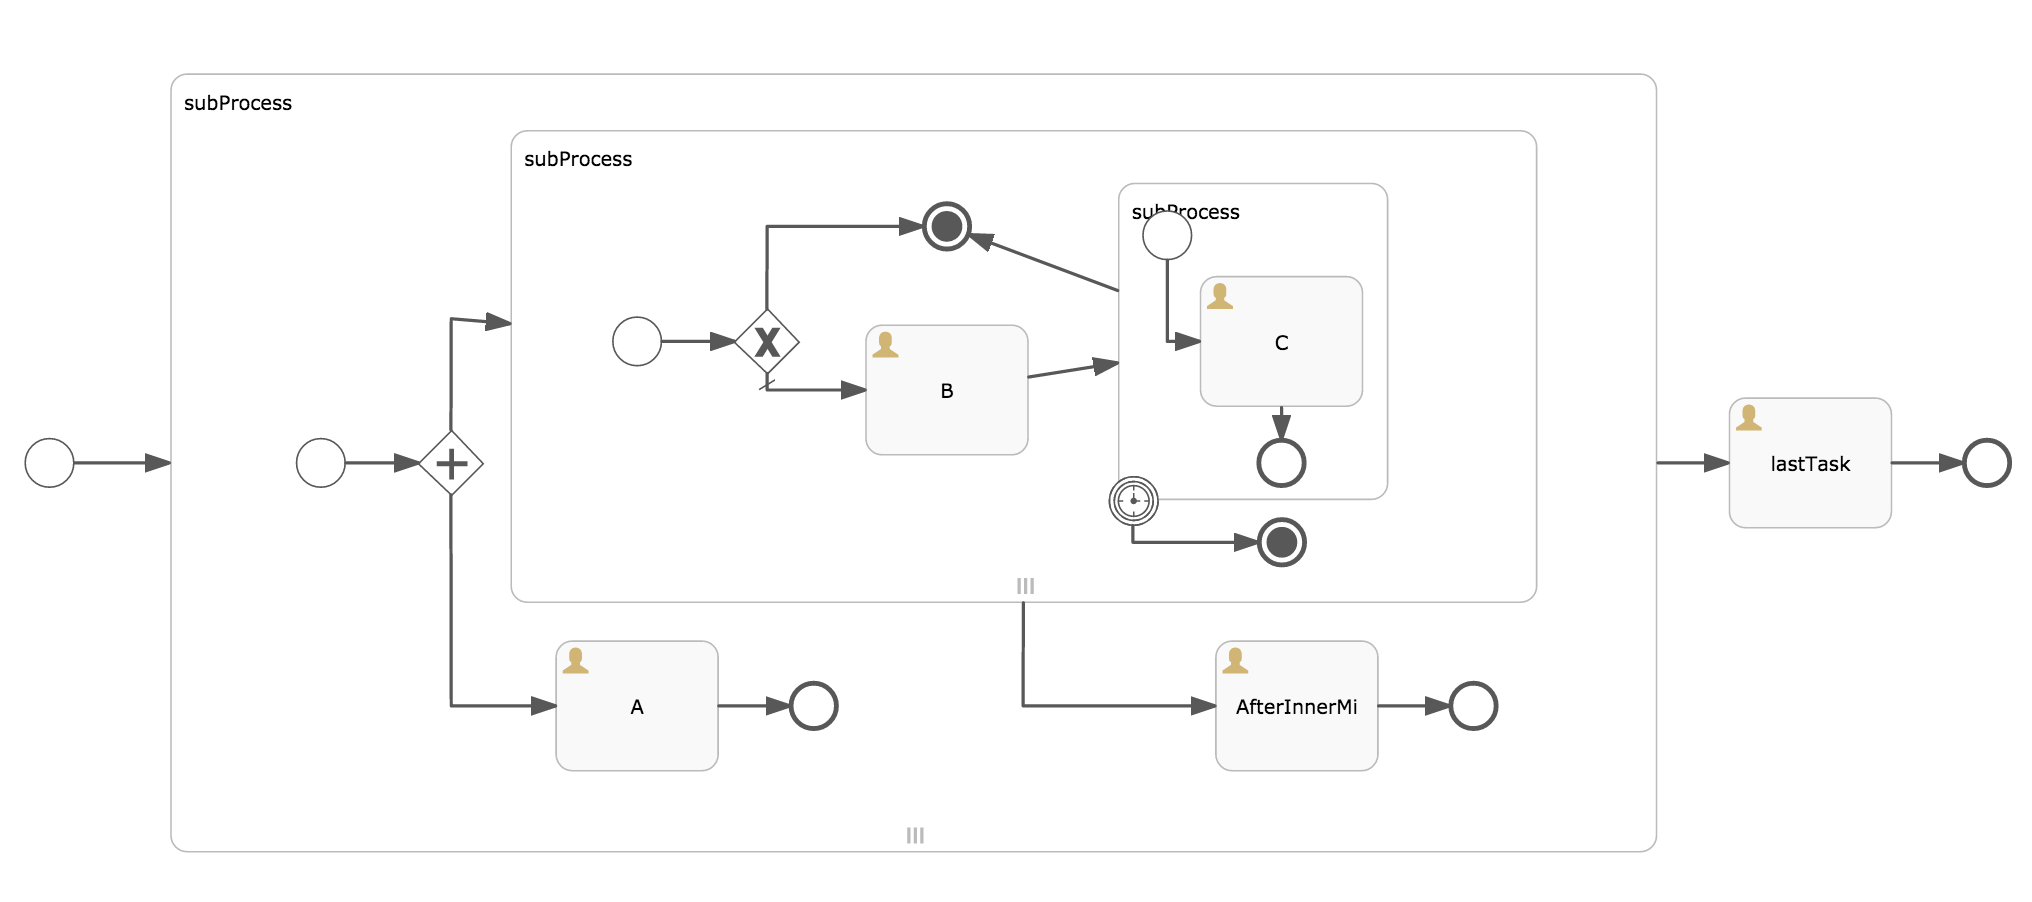 subProcess
subProcess
subProcess
C
B
lastTask
A
AfterInnerMi